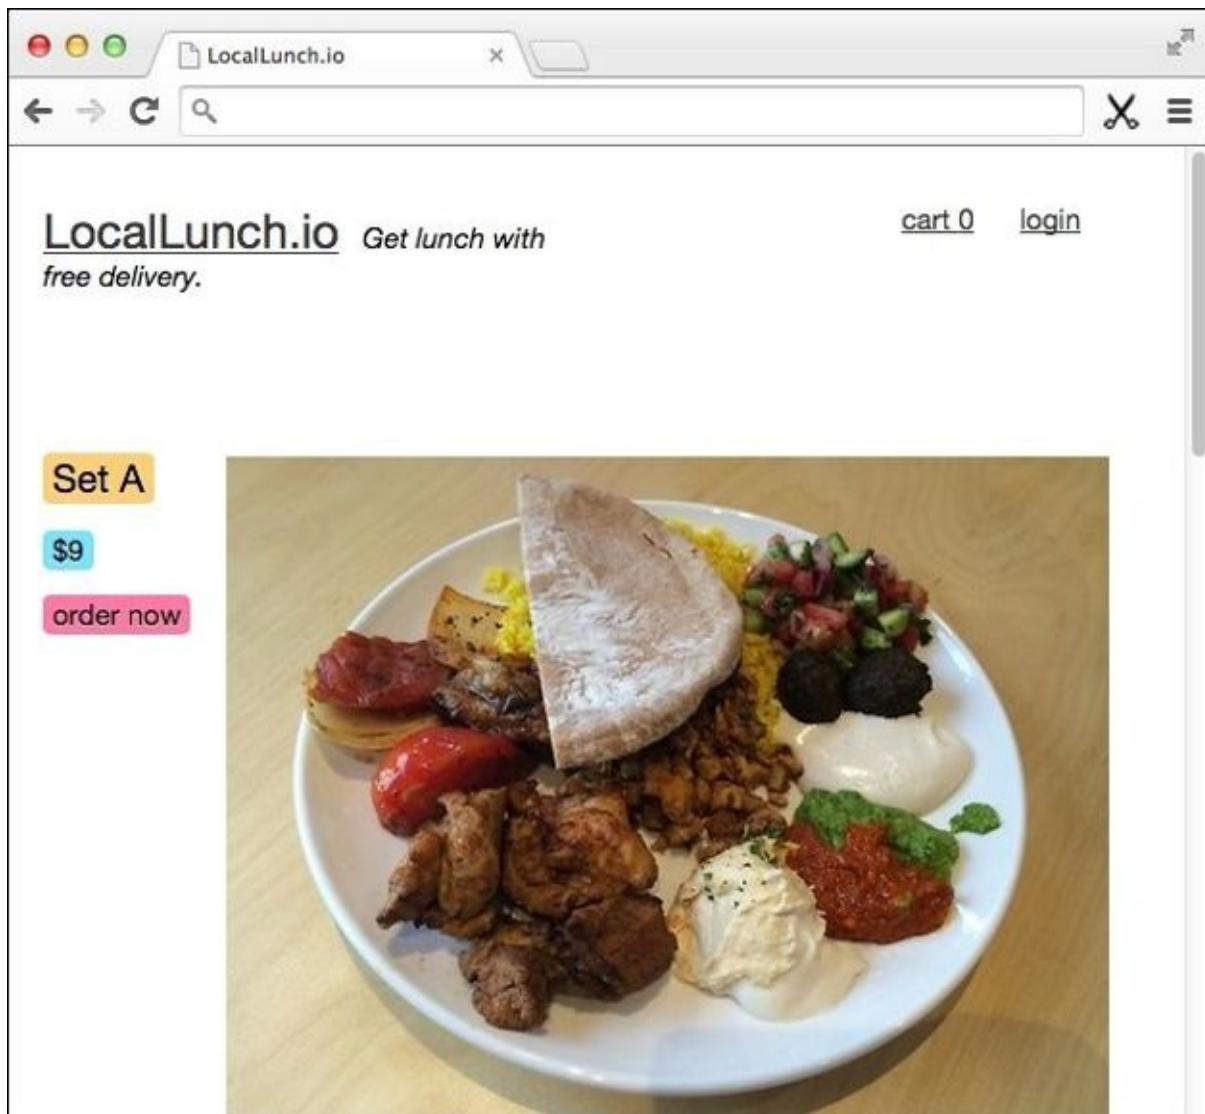 LocalLunch.io
LocalLunch.io Get lunch with
free delivery.
cart 0 login
Set A
$9
order now